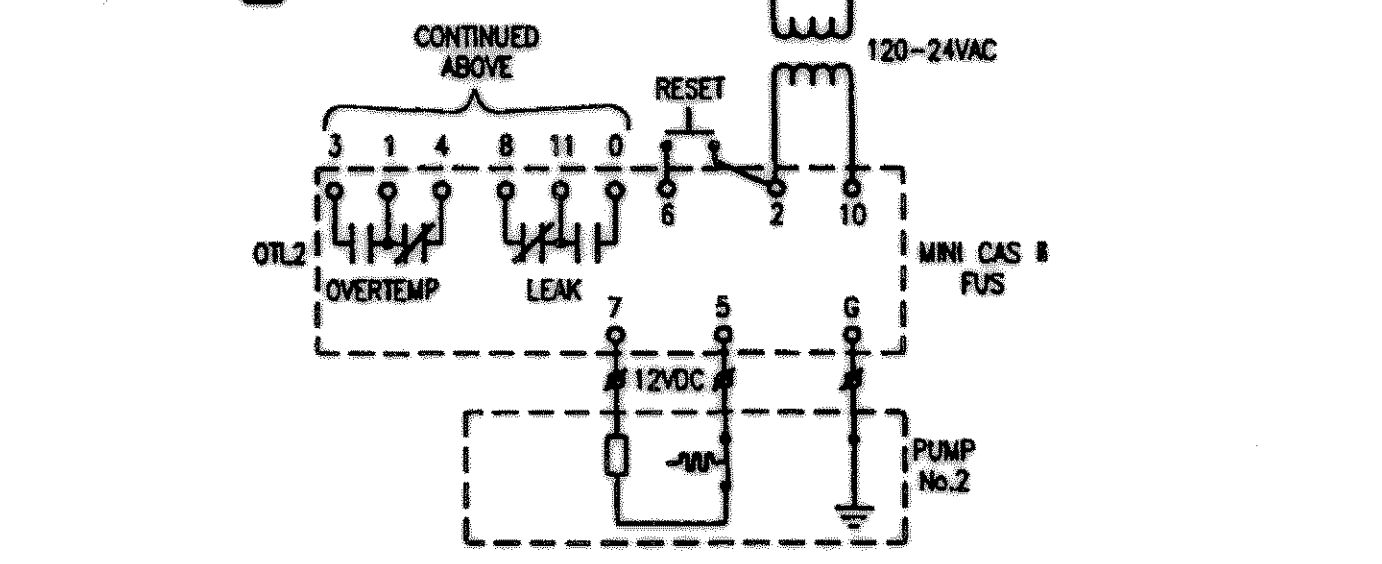 CONTINUED
ABOVE
120-24VAC
RESET
3 1 4 8 11 0
6 2 10
OTL2
MINI CAS II
FUS
OVERTEMP LEAK
7 5 G
12VDC
PUMP
No.2